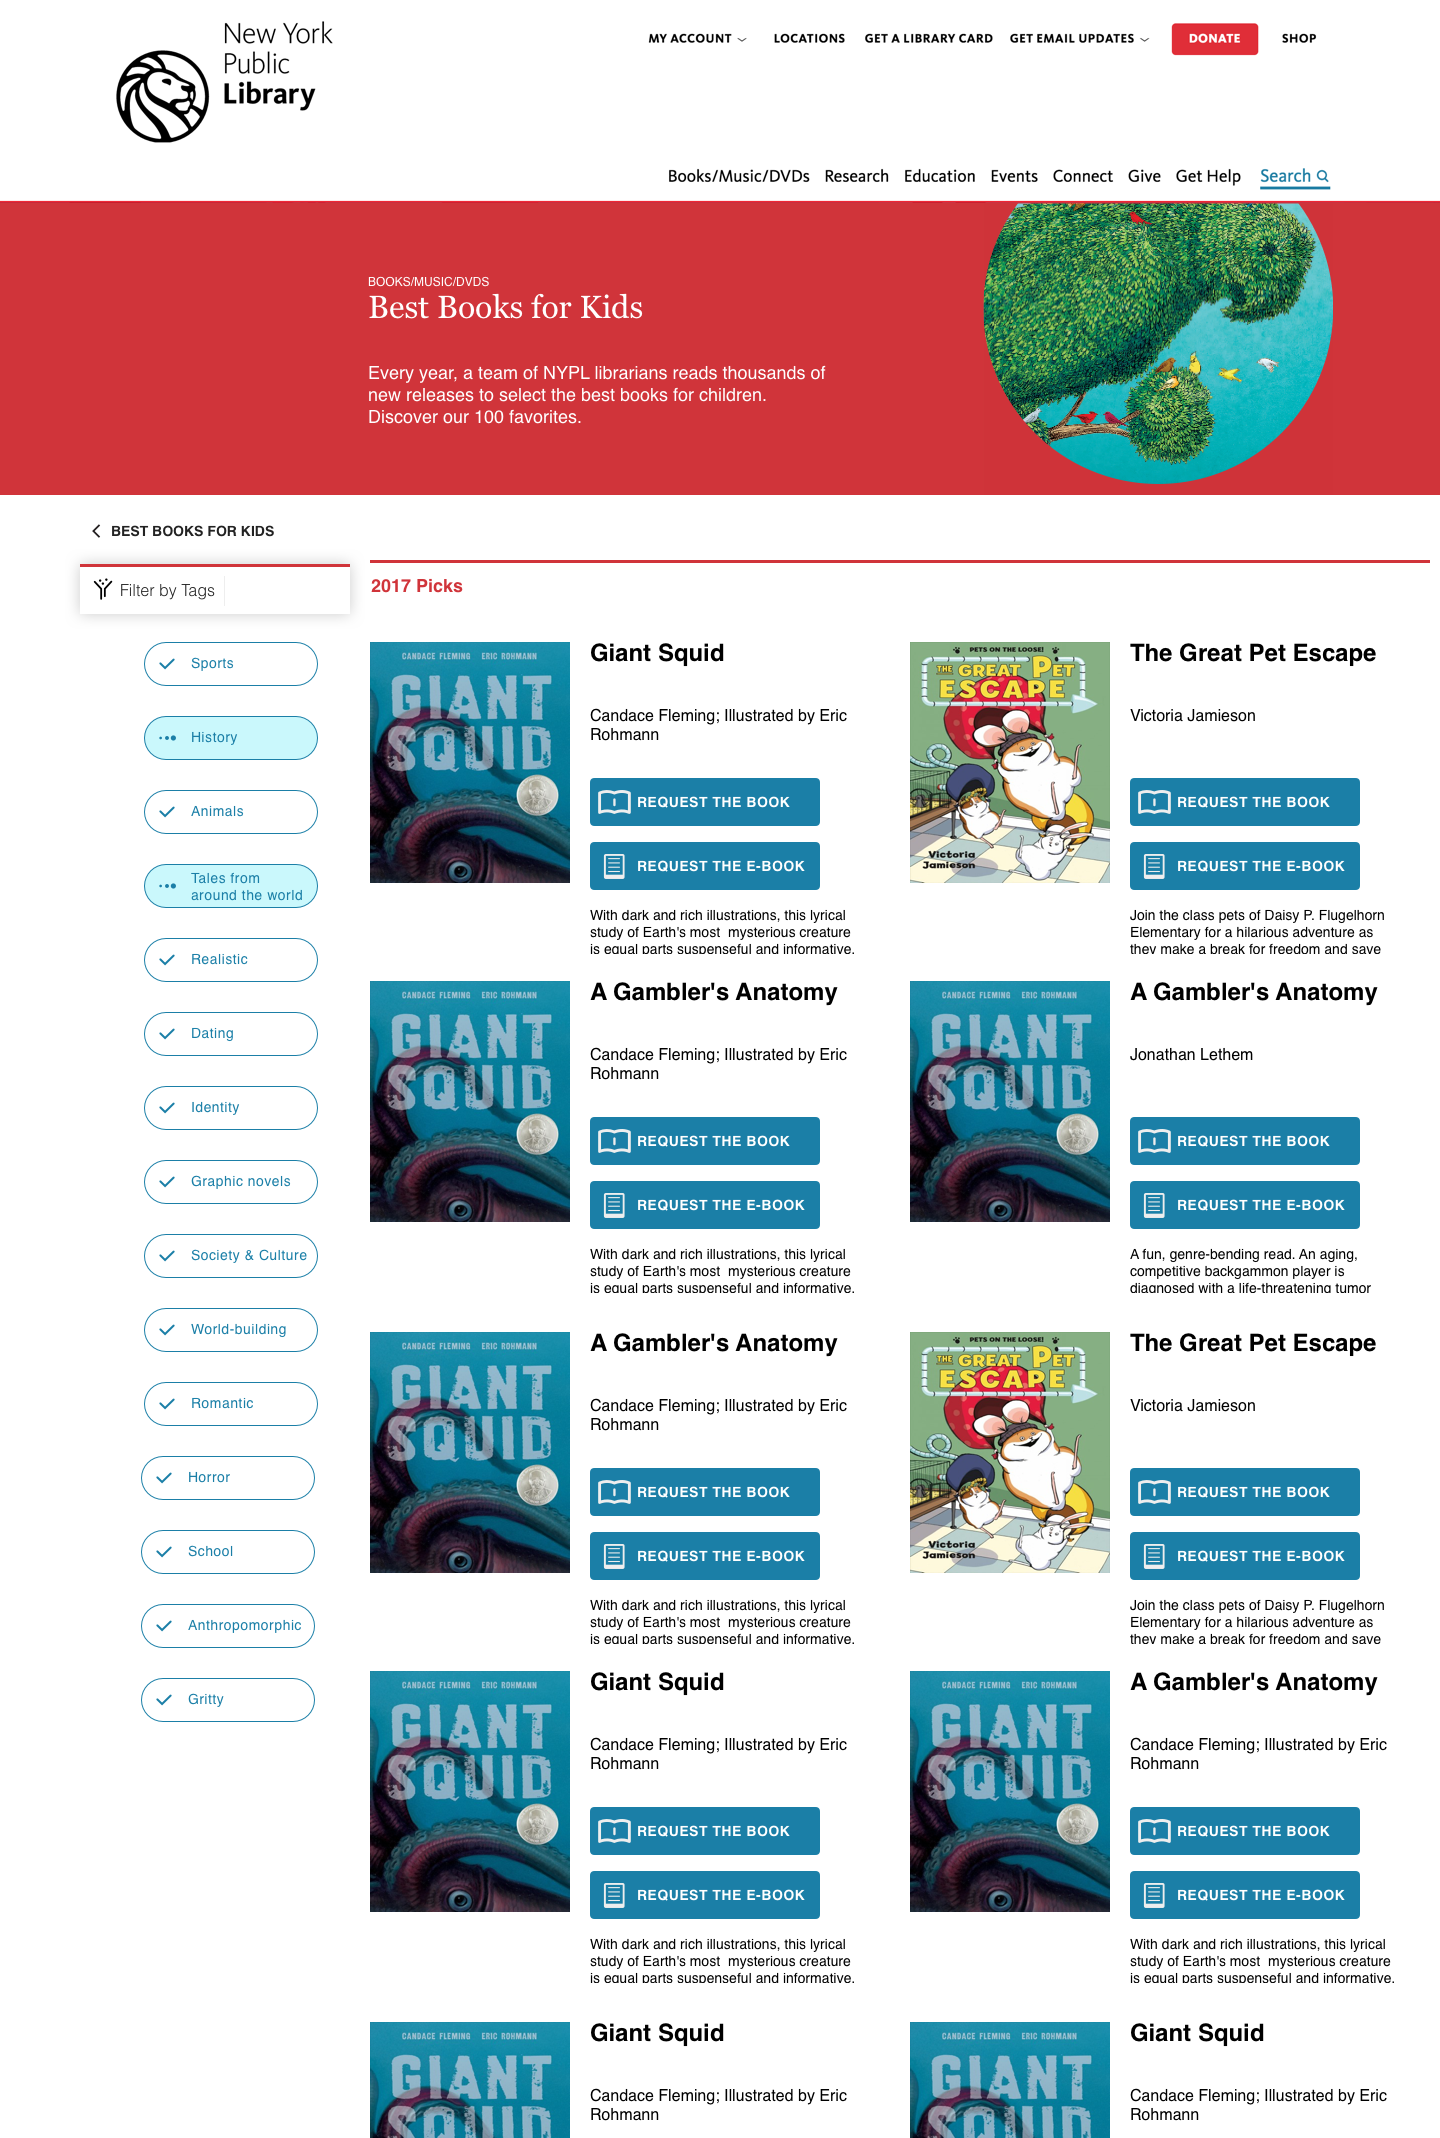 New York
Public
Library
MY ACCOUNT
LOCATIONS
GET A LIBRARY CARD
GET EMAIL UPDATES
DONATE
SHOP
Books/Music/DVDs
Research
Education
Events
Connect
Give
Get Help
Search
BOOKS/MUSIC/DVDS
Best Books for Kids
Every year, a team of NYPL librarians reads thousands of
new releases to select the best books for children.
Discover our 100 favorites.
BEST BOOKS FOR KIDS
Filter by Tags
Sports
History
Animals
Tales from
around the world
Realistic
Dating
Identity
Graphic novels
Society & Culture
World-building
Romantic
Horror
School
Anthropomorphic
Gritty
2017 Picks
CANDACE FLEMING ERIC ROHMANN
GIANT
SQUID
Giant Squid
Candace Fleming; Illustrated by Eric
Rohmann
REQUEST THE BOOK
REQUEST THE E-BOOK
With dark and rich illustrations, this lyrical
study of Earth's most  mysterious creature
is equal parts suspenseful and informative.
PETS ON THE LOOSE!
THE GREAT PET
ESCAPE
Victoria
Jamieson
The Great Pet Escape
Victoria Jamieson
REQUEST THE BOOK
REQUEST THE E-BOOK
Join the class pets of Daisy P. Flugelhorn
Elementary for a hilarious adventure as
they make a break for freedom and save
CANDACE FLEMING ERIC ROHMANN
GIANT
SQUID
A Gambler's Anatomy
Candace Fleming; Illustrated by Eric
Rohmann
REQUEST THE BOOK
REQUEST THE E-BOOK
With dark and rich illustrations, this lyrical
study of Earth's most  mysterious creature
is equal parts suspenseful and informative.
CANDACE FLEMING ERIC ROHMANN
GIANT
SQUID
A Gambler's Anatomy
Jonathan Lethem
REQUEST THE BOOK
REQUEST THE E-BOOK
A fun, genre-bending read. An aging,
competitive backgammon player is
diagnosed with a life-threatening tumor
CANDACE FLEMING ERIC ROHMANN
GIANT
SQUID
A Gambler's Anatomy
Candace Fleming; Illustrated by Eric
Rohmann
REQUEST THE BOOK
REQUEST THE E-BOOK
With dark and rich illustrations, this lyrical
study of Earth's most  mysterious creature
is equal parts suspenseful and informative.
PETS ON THE LOOSE!
THE GREAT PET
ESCAPE
Victoria
Jamieson
The Great Pet Escape
Victoria Jamieson
REQUEST THE BOOK
REQUEST THE E-BOOK
Join the class pets of Daisy P. Flugelhorn
Elementary for a hilarious adventure as
they make a break for freedom and save
CANDACE FLEMING ERIC ROHMANN
GIANT
SQUID
Giant Squid
Candace Fleming; Illustrated by Eric
Rohmann
REQUEST THE BOOK
REQUEST THE E-BOOK
With dark and rich illustrations, this lyrical
study of Earth's most  mysterious creature
is equal parts suspenseful and informative.
CANDACE FLEMING ERIC ROHMANN
GIANT
SQUID
A Gambler's Anatomy
Candace Fleming; Illustrated by Eric
Rohmann
REQUEST THE BOOK
REQUEST THE E-BOOK
With dark and rich illustrations, this lyrical
study of Earth's most  mysterious creature
is equal parts suspenseful and informative.
CANDACE FLEMING ERIC ROHMANN
GIANT
SQUID
Giant Squid
Candace Fleming; Illustrated by Eric
Rohmann
CANDACE FLEMING ERIC ROHMANN
GIANT
SQUID
Giant Squid
Candace Fleming; Illustrated by Eric
Rohmann